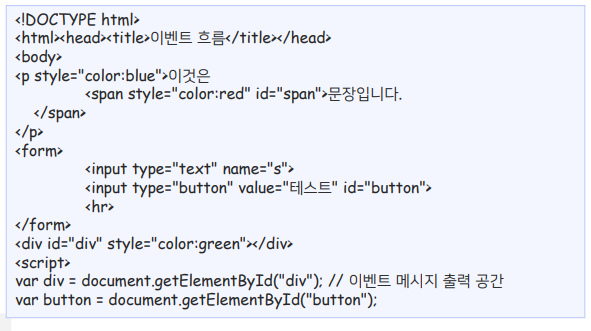 <!DOCTYPE html>
<html><head><title>이벤트 흐름</title></head>
<body>
<p style="color:blue">이것은
<span style="color:red" id="span">문장입니다.
</span>
</p>
<form>
<input type="text" name="s">
<input type="button" value="테스트" id="button">
<hr>
</form>
<div id="div" style="color:green"></div>
<script>
var div = document.getElementById("div"); // 이벤트 메시지 출력 공간
var button = document.getElementById("button");